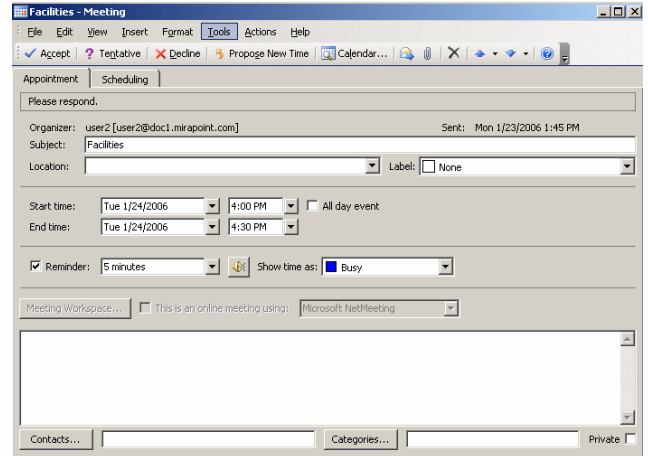 Facilities - Meeting
File Edit View Insert Format Tools Actions Help
Accept ? Tentative Decline Propose New Time Calendar...
Appointment Scheduling
Please respond.
Organizer: user2 [user2@doc1.mirapoint.com] Sent: Mon 1/23/2006 1:45 PM
Subject: Facilities
Location: Label: None
Start time: Tue 1/24/2006 4:00 PM All day event
End time: Tue 1/24/2006 4:30 PM
Reminder: 5 minutes Show time as: Busy
Meeting Workspace... This is an online meeting using: Microsoft NetMeeting
Contacts... Categories... Private